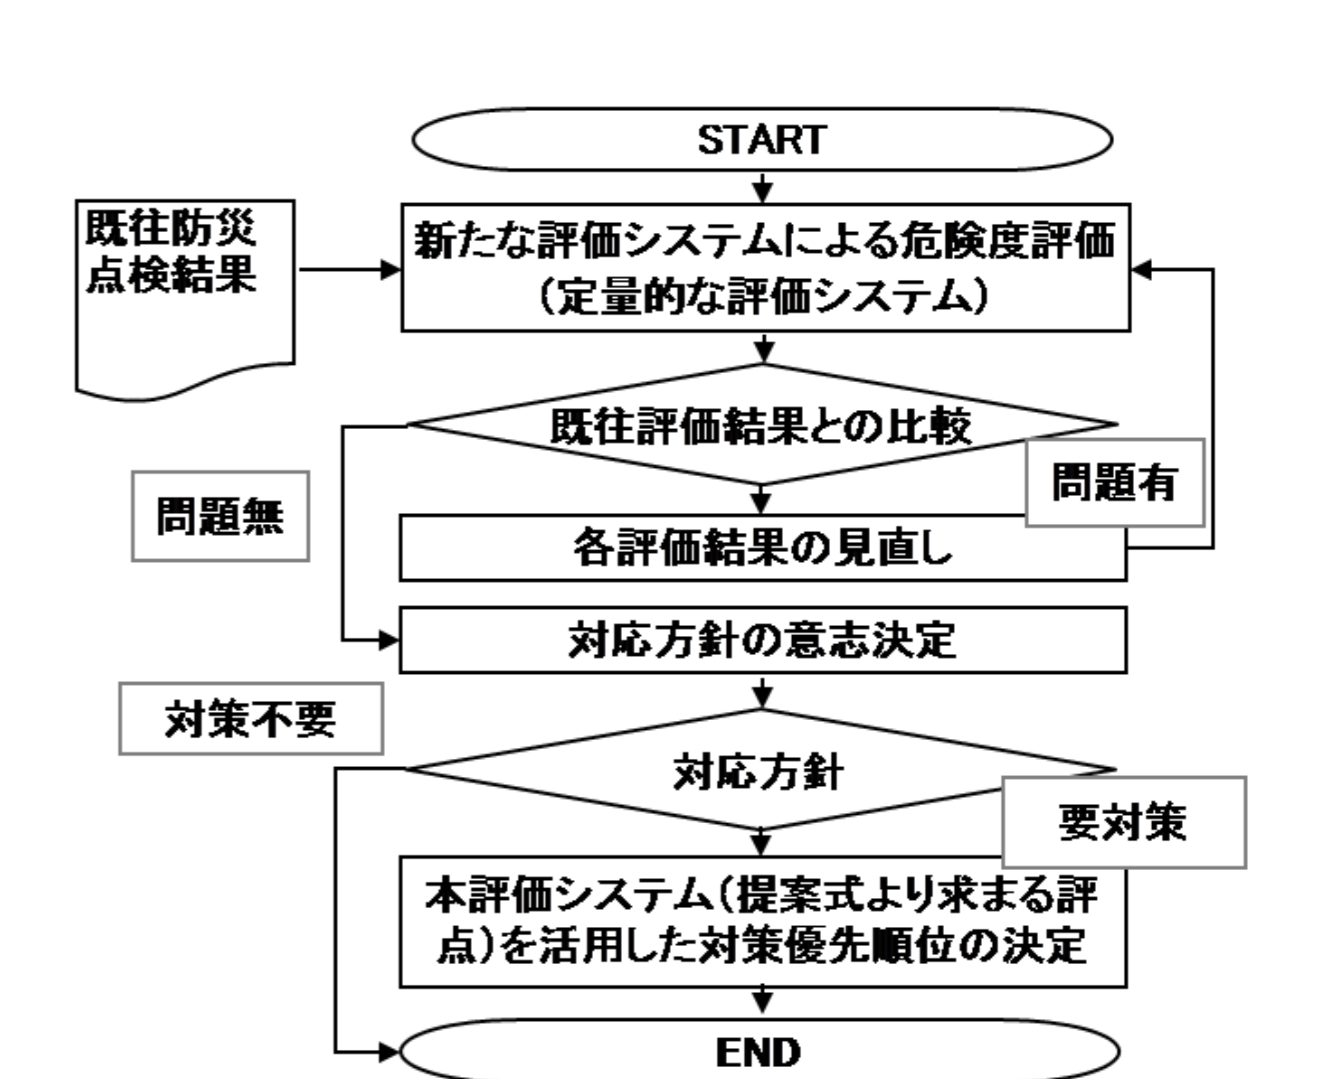 START
既往防災
点検結果
新たな評価システムによる危険度評価
（定量的な評価システム）
既往評価結果との比較
問題有
問題無
各評価結果の見直し
対応方針の意志決定
対策不要
対応方針
要対策
本評価システム（提案式より求まる評
点）を活用した対策優先順位の決定
END